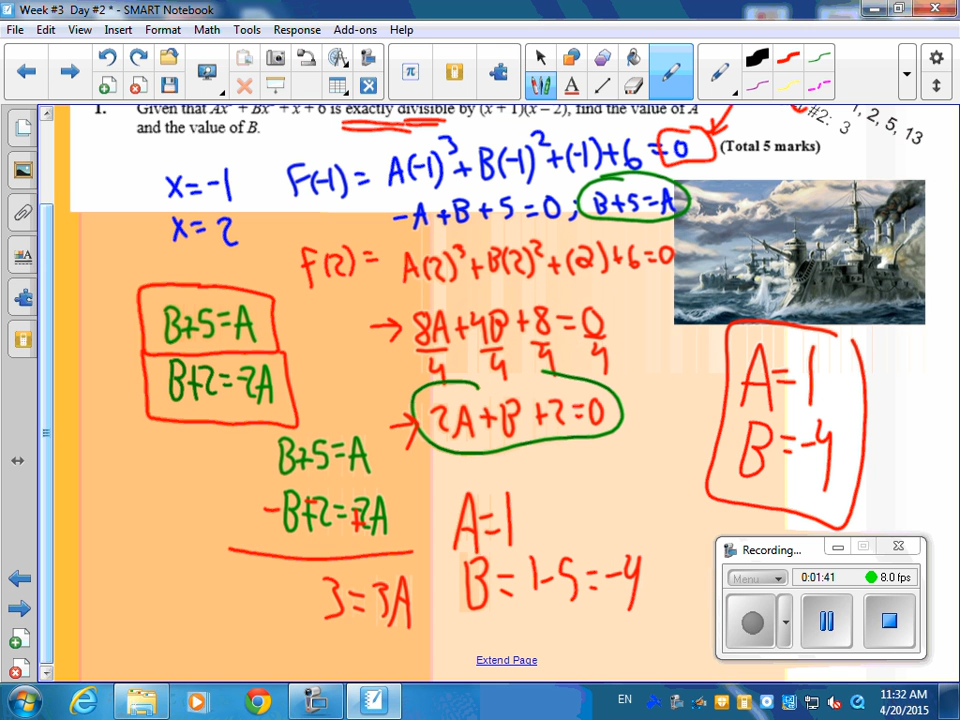 Week #3 Day #2 * - SMART Notebook
File Edit View Insert Format Math Tools Response Add-ons Help
1. Given that Ax³ + Bx² + x + 6 is exactly divisible by (x + 1)(x − 2), find the value of A
and the value of B.
(Total 5 marks)
#2: 3
1, 2, 5, 13
x=-1
x=2
F(-1) = A(-1)³+B(-1)²+(-1)+6=0
-A+B+5=0; B+5=A
f(2)= A(2)³+B(2)²+(2)+6=0
B+5=A
B+2=-2A
→ 8A+4B+8=0
4 4 4 4
→ 2A+B+2=0
B+5=A
-B+2=-2A
3=3A
A=1
B=1-5=-4
A=1
B=-4
Recording...
Menu
0:01:41
8.0 fps
Extend Page
EN
11:32 AM
4/20/2015